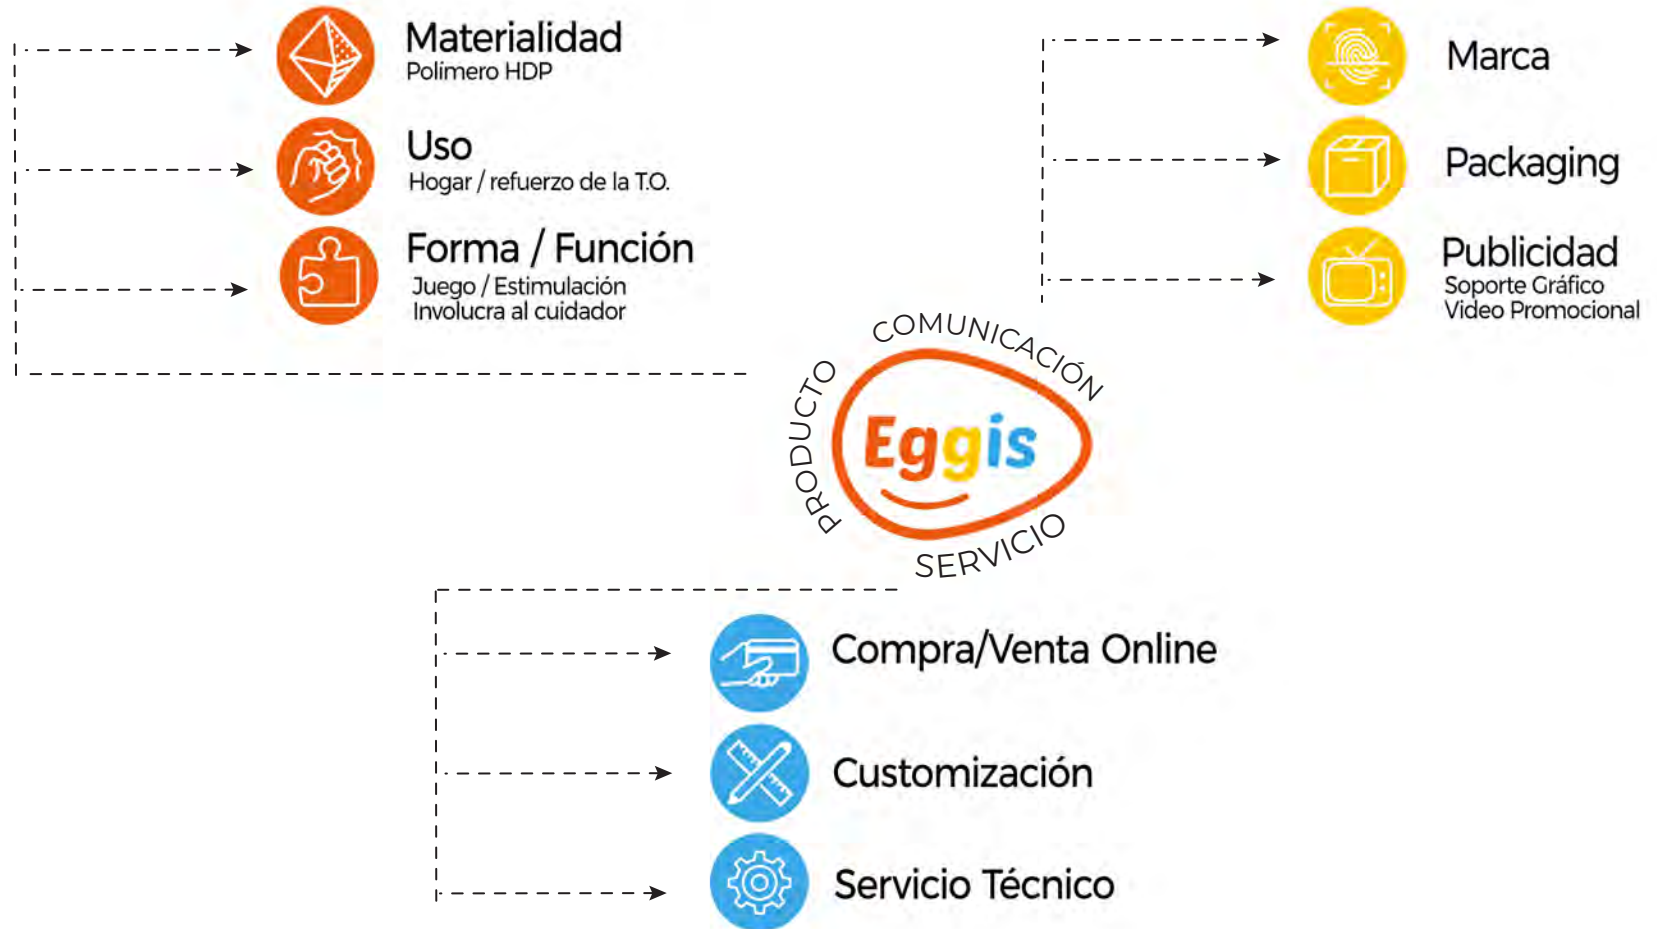 Materialidad
Polímero HDP
Uso
Hogar / refuerzo de la T.O.
Forma / Función
Juego / Estimulación
Involucra al cuidador
Marca
Packaging
Publicidad
Soporte Gráfico
Video Promocional
COMUNICACIÓN
PRODUCTO
Eggis
SERVICIO
Compra/Venta Online
Customización
Servicio Técnico